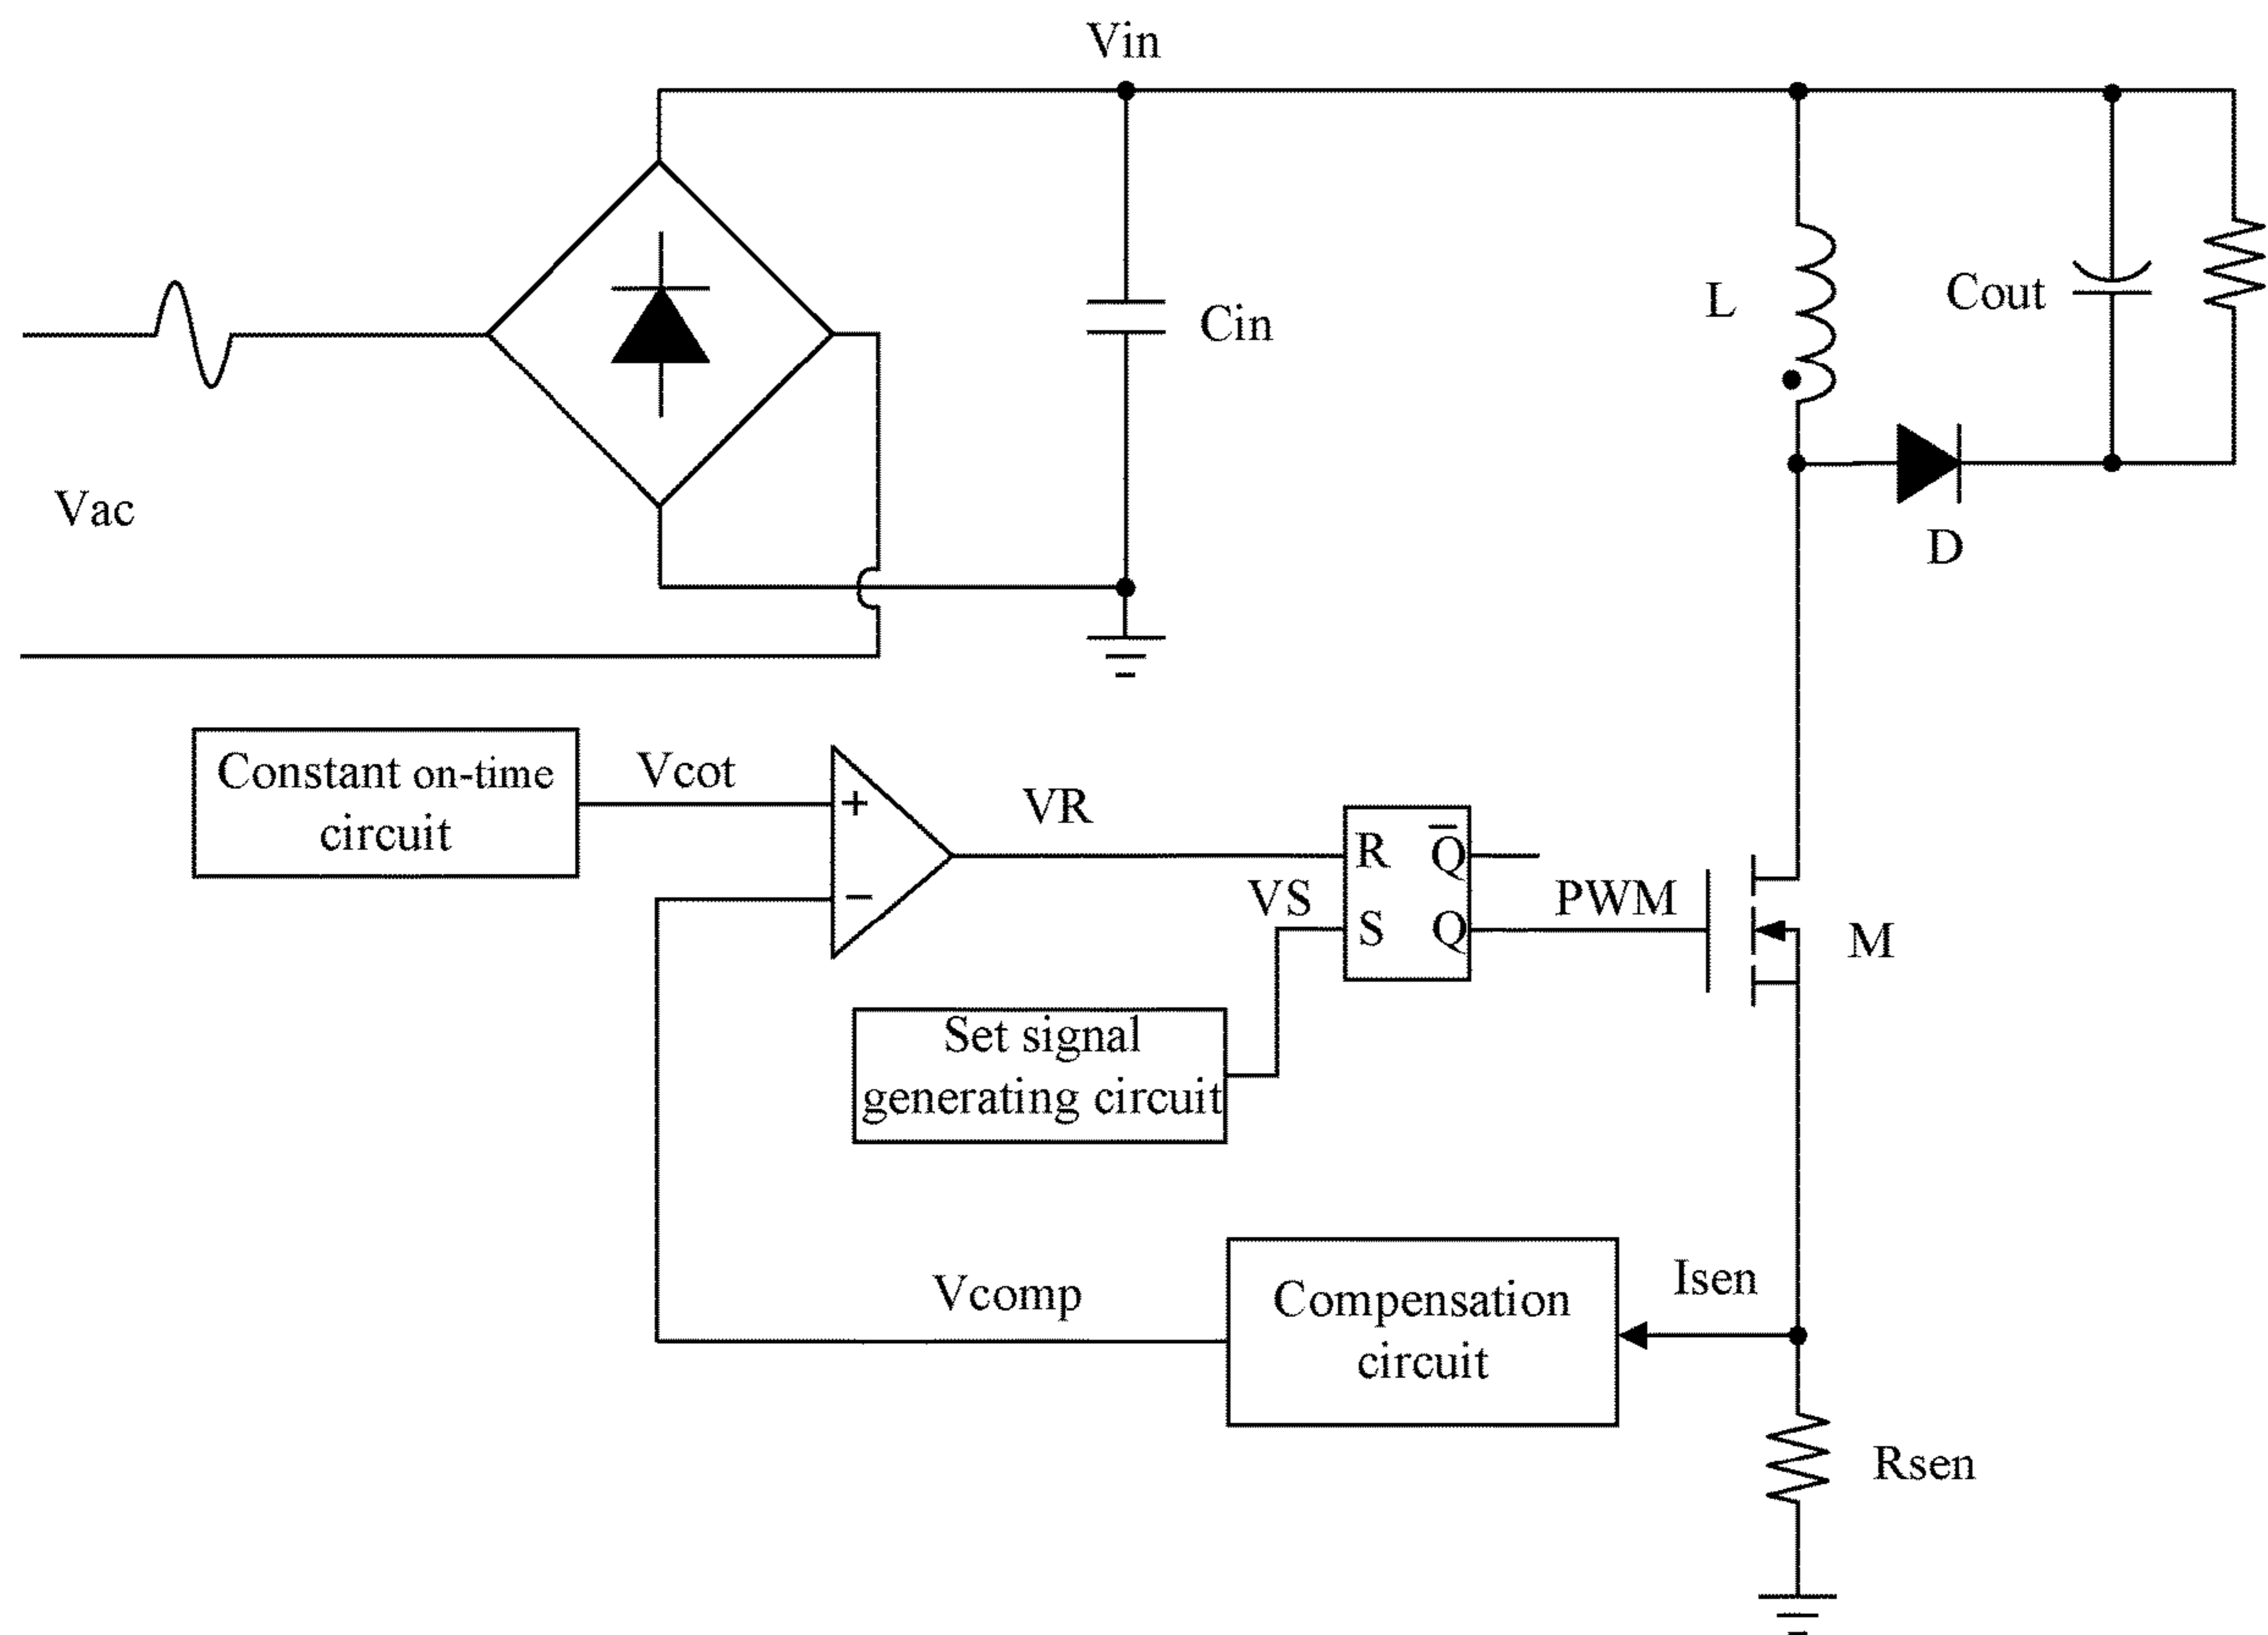 Vin
L
Cout
Cin
Vac
D
Constant on-time
circuit
Vcot
+
−
VR
R
Q̅
VS
S
Q
PWM
M
Set signal
generating circuit
Vcomp
Compensation
circuit
Isen
Rsen